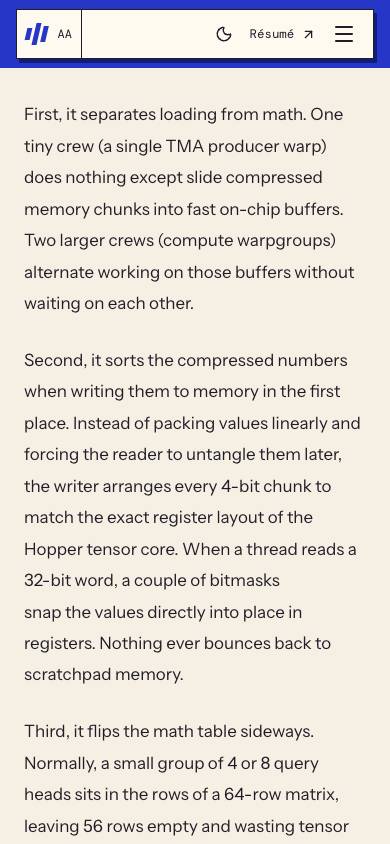 AA
Résumé
First, it separates loading from math. One
tiny crew (a single TMA producer warp)
does nothing except slide compressed
memory chunks into fast on-chip buffers.
Two larger crews (compute warpgroups)
alternate working on those buffers without
waiting on each other.
Second, it sorts the compressed numbers
when writing them to memory in the first
place. Instead of packing values linearly and
forcing the reader to untangle them later,
the writer arranges every 4-bit chunk to
match the exact register layout of the
Hopper tensor core. When a thread reads a
32-bit word, a couple of bitmasks
snap the values directly into place in
registers. Nothing ever bounces back to
scratchpad memory.
Third, it flips the math table sideways.
Normally, a small group of 4 or 8 query
heads sits in the rows of a 64-row matrix,
leaving 56 rows empty and wasting tensor